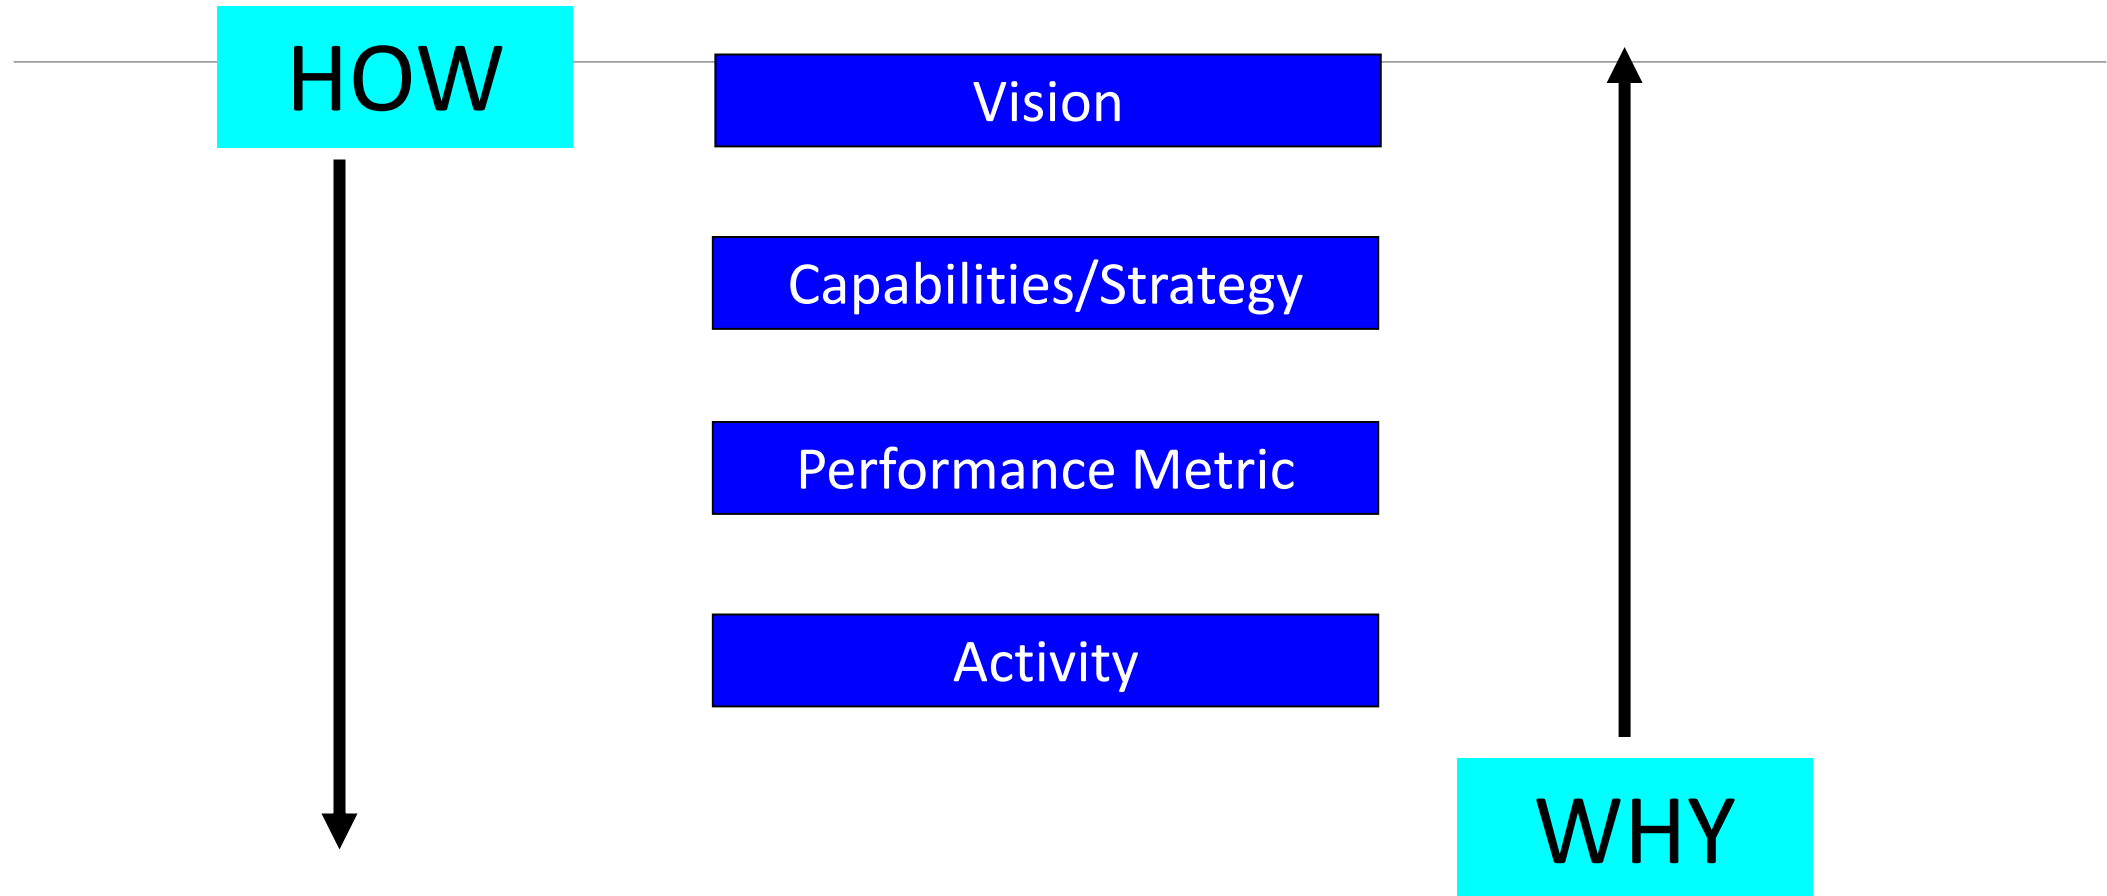 HOW
Vision
Capabilities/Strategy
Performance Metric
Activity
WHY